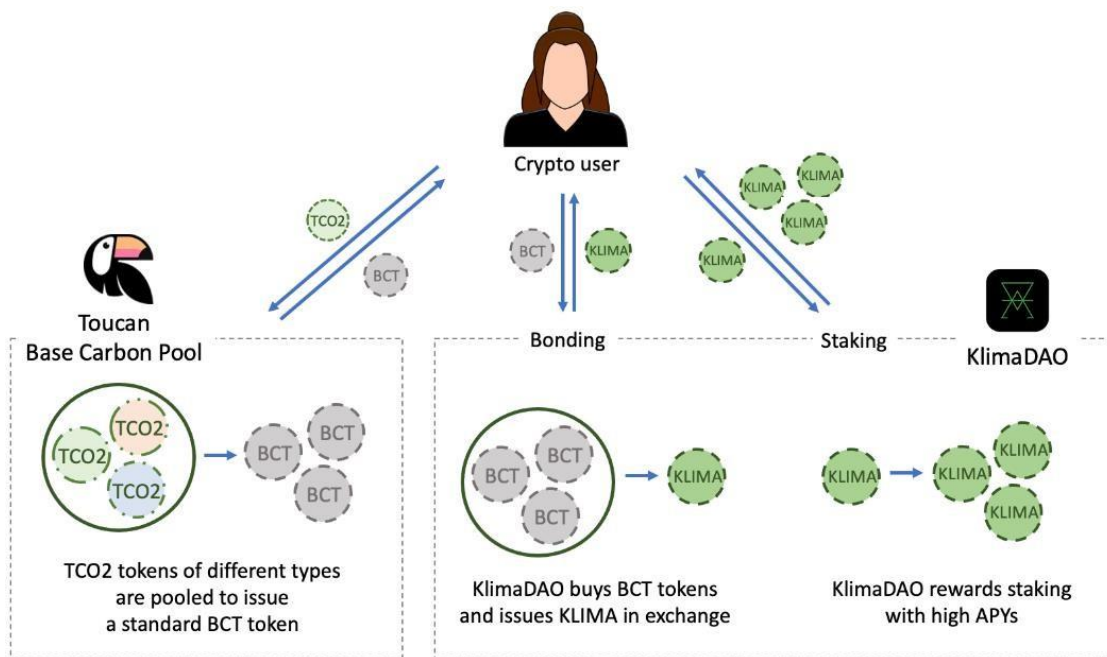 Crypto user
TCO2
BCT
BCT
KLIMA
KLIMA
KLIMA
KLIMA
KLIMA
Toucan
Base Carbon Pool
Bonding
Staking
KlimaDAO
TCO2
TCO2
TCO2
BCT
BCT
BCT
BCT
BCT
BCT
KLIMA
KLIMA
KLIMA
KLIMA
KLIMA
TCO2 tokens of different types
are pooled to issue
a standard BCT token
KlimaDAO buys BCT tokens
and issues KLIMA in exchange
KlimaDAO rewards staking
with high APYs